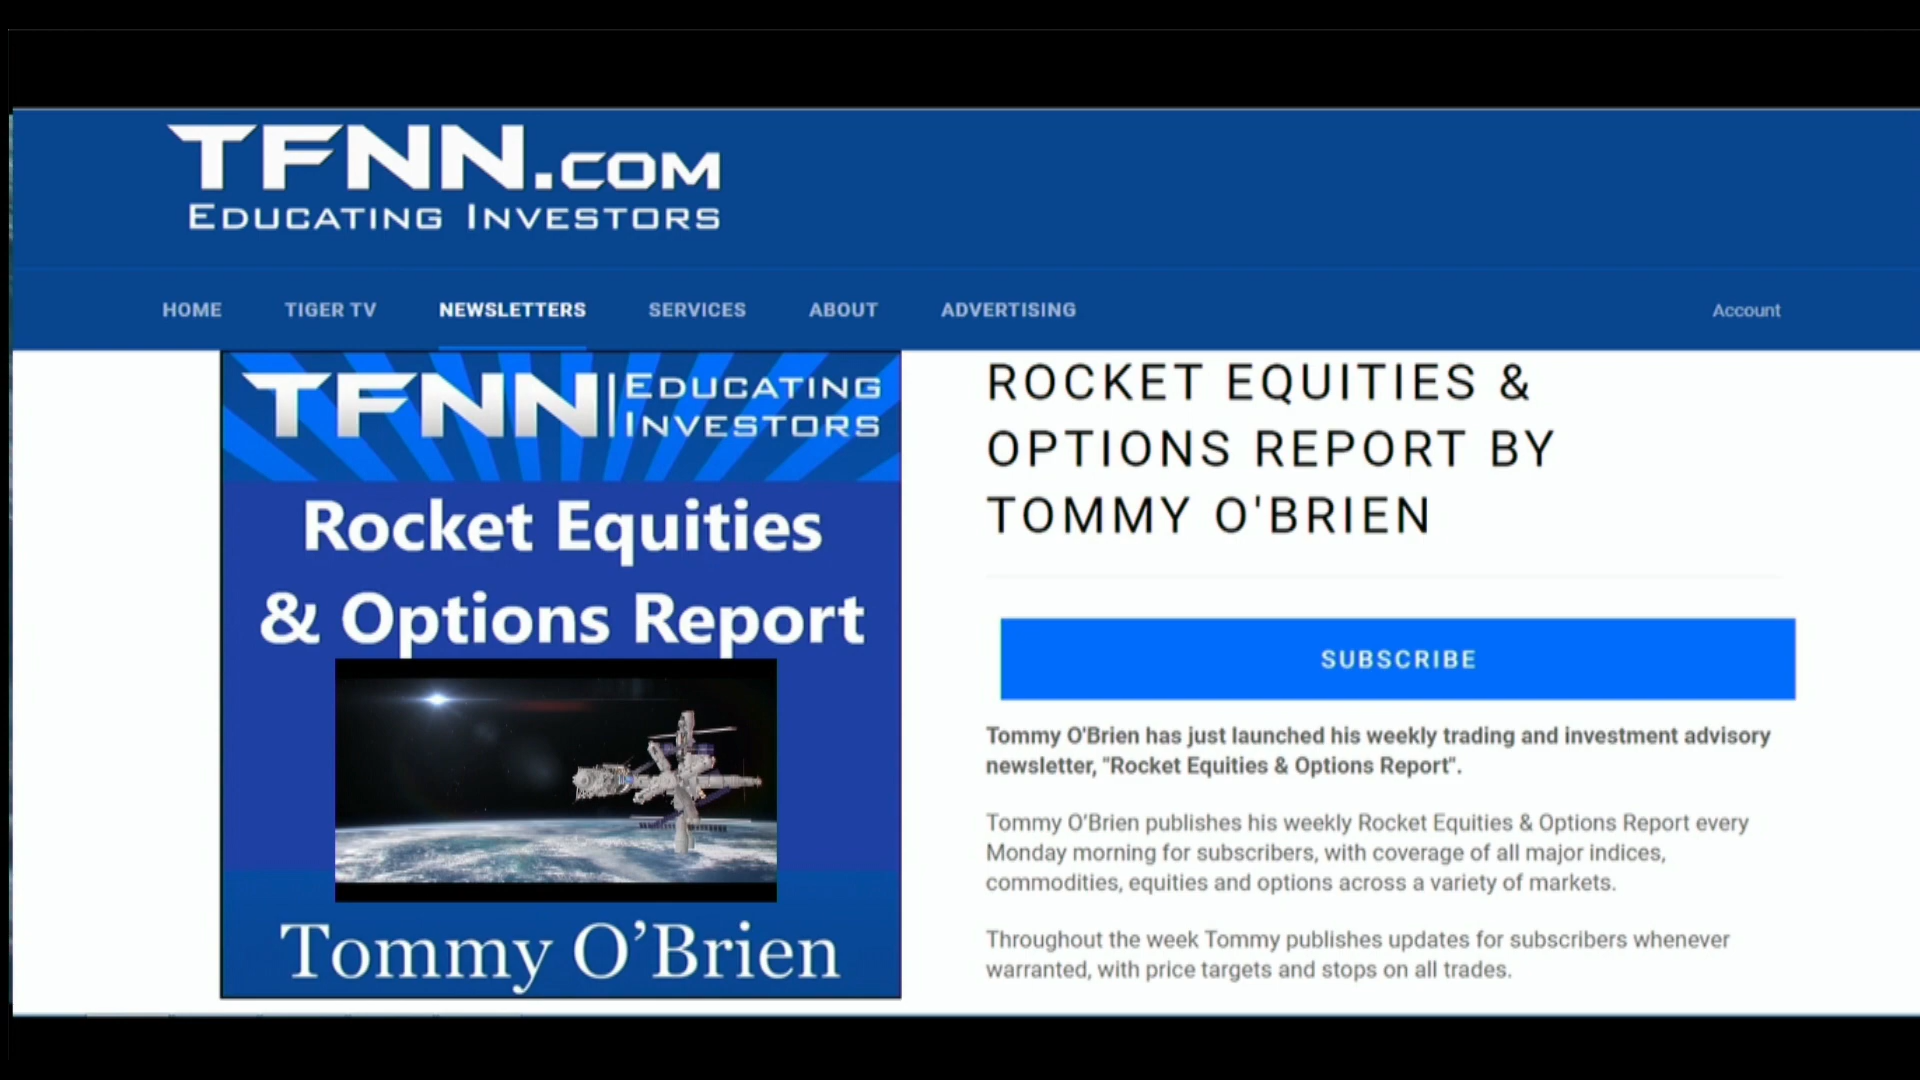 TFNN.COM
EDUCATING INVESTORS
HOME TIGER TV NEWSLETTERS SERVICES ABOUT ADVERTISING Account
TFNN EDUCATING
INVESTORS
Rocket Equities
& Options Report
Tommy O’Brien
ROCKET EQUITIES &
OPTIONS REPORT BY
TOMMY O'BRIEN
SUBSCRIBE
Tommy O'Brien has just launched his weekly trading and investment advisory
newsletter, "Rocket Equities & Options Report".
Tommy O’Brien publishes his weekly Rocket Equities & Options Report every
Monday morning for subscribers, with coverage of all major indices,
commodities, equities and options across a variety of markets.
Throughout the week Tommy publishes updates for subscribers whenever
warranted, with price targets and stops on all trades.